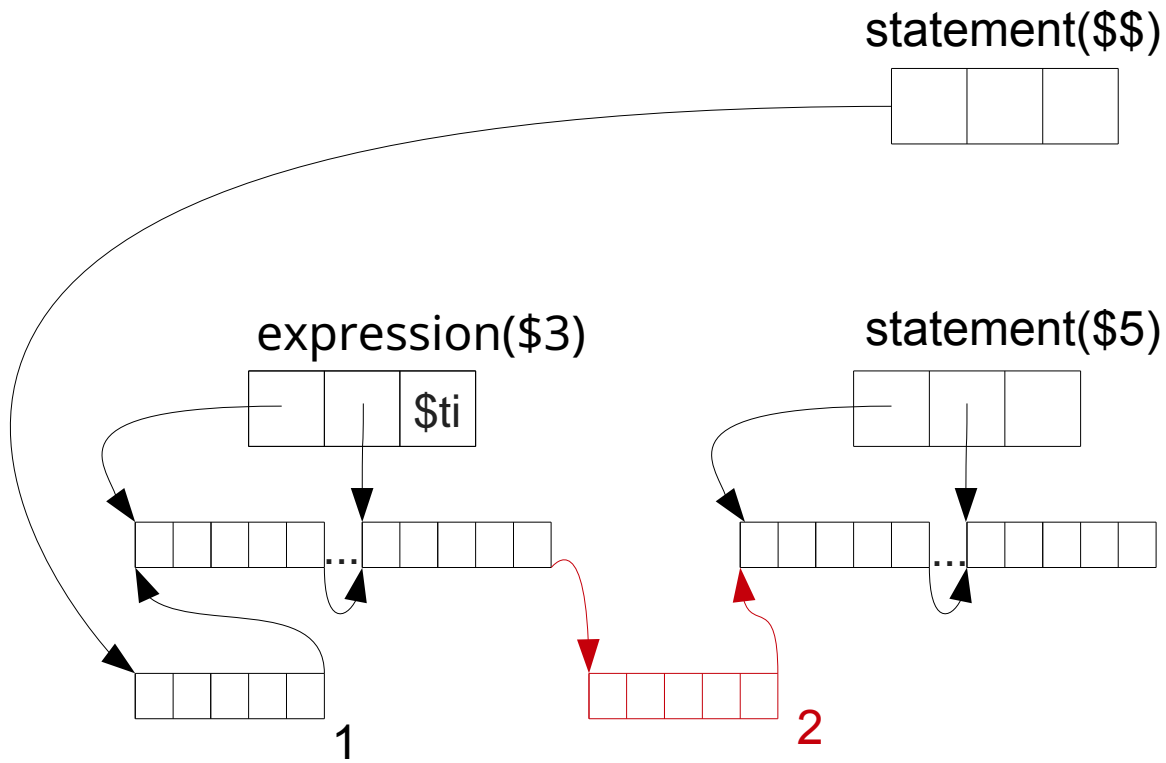 statement($$)
expression($3)
statement($5)
$ti
...
...
1
2